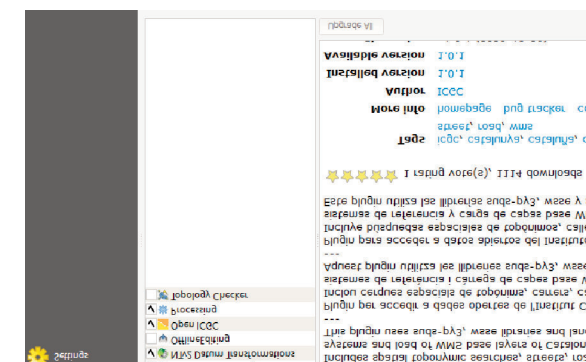 Settings
NTv2 Datum Transformations
OfflineEditing
Open ICGC
Processing
Topology Checker
Includes spatial toponymic searches, streets,
systems and load of WMS base layers of
This plugin uses suds-py3, wsse libraries and
---
Plugin per accedir a dades obertes de l'Institut
Inclou cerques espacials de topònims, carrers,
sistemes de referència i càrrega de capes base
Aquest plugin utilitza les llibreries suds-py3, wsse
---
Plugin para acceder a datos abiertos del
Incluye búsquedas espaciales de topónimos,
sistemas de referencia y carga de capas base
Este plugin utiliza las librerías suds-py3, wsse y
1 rating vote(s), 1114 downloads
Tags icgc, catalunya, cataluña,
street, road, wms
More info homepage bug tracker
Author ICGC
Installed version 1.0.1
Available version 1.0.1
Upgrade All